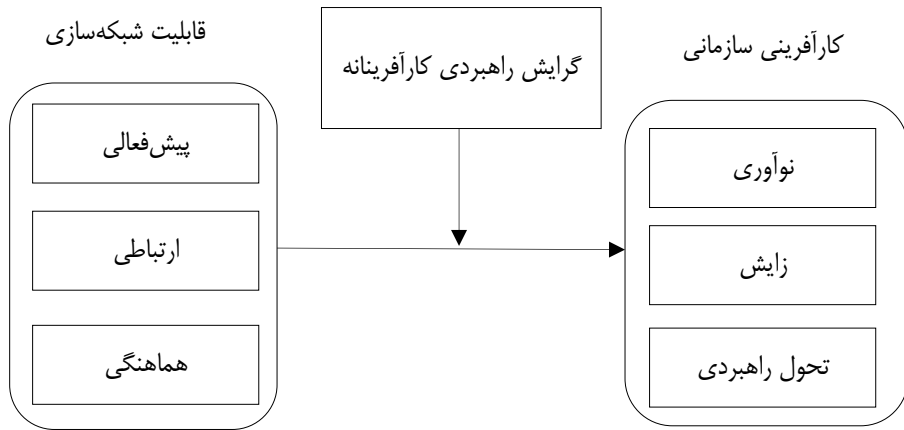 کارآفرینی سازمانی
نوآوری
زایش
تحول راهبردی
گرایش راهبردی کارآفرینانه
قابلیت شبکه‌سازی
پیش‌فعالی
ارتباطی
هماهنگی